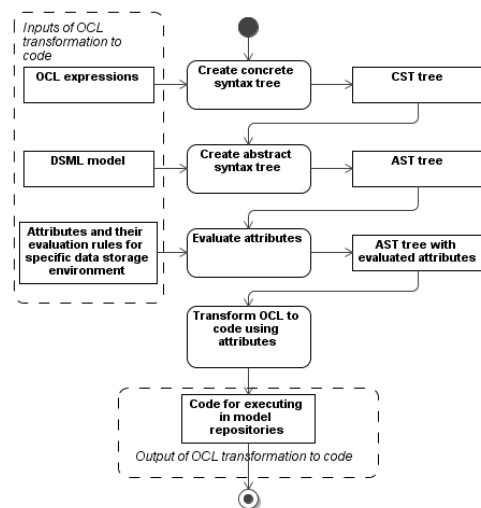 Inputs of OCL
transformation to
code
OCL expressions
Create concrete
syntax tree
CST tree
DSML model
Create abstract
syntax tree
AST tree
Attributes and their
evaluation rules for
specific data storage
environment
Evaluate attributes
AST tree with
evaluated attributes
Transform OCL to
code using
attributes
Code for executing
in model
repositories
Output of OCL transformation to code